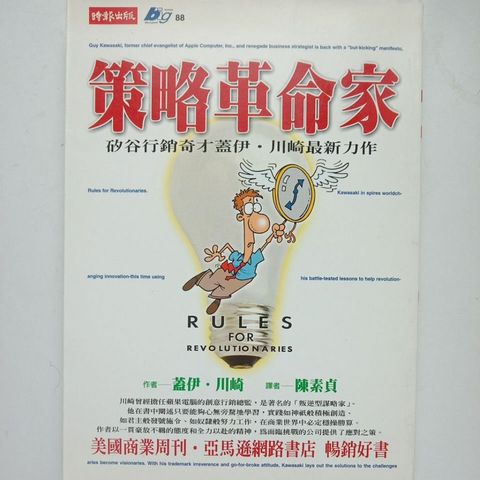 時報出版
big 88
Guy Kawasaki, former chief evangelist of Apple Computer, Inc., and renegade business strategist is back with a "but-kicking" manifesto,
策略革命家
矽谷行銷奇才蓋伊・川崎最新力作
Rules for Revolutionaries.
Kawasaki in spires worldch-
anging innovation-this time using
his battle-tested lessons to help revolution-
RULES
FOR
REVOLUTIONARIES
作者—蓋伊・川崎 譯者—陳素貞
川崎曾經擔任蘋果電腦的創意行銷總監，是著名的「叛逆型謀略家」。
他在書中闡述只要能夠心無旁騖地學習，實踐如神祇般積極創造，
如君主般發號施令、如奴隸般努力工作，在商業世界中必定穩操勝算。
作者以一貫豪放不羈的態度和全力以赴的精神，為面臨挑戰的公司提供了應對之策。
美國商業周刊・亞馬遜網路書店 暢銷好書
aries become visionaries. With his trademark irreverence and go-for-broke attitude, Kawasaki lays out the solutions to the challenges